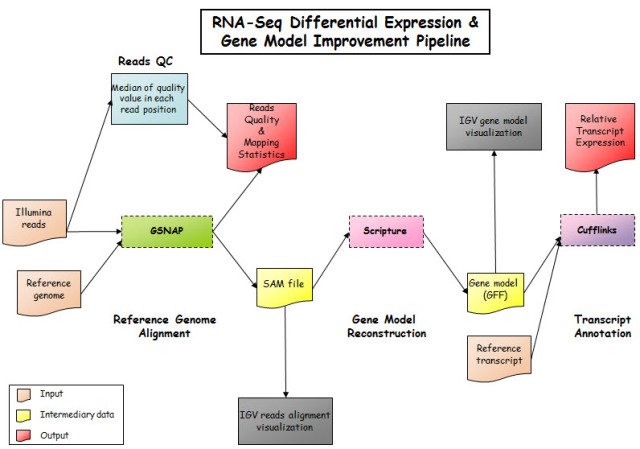 RNA-Seq Differential Expression &
Gene Model Improvement Pipeline
Reads QC
Median of quality
value in each
read position
Reads
Quality
&
Mapping
Statistics
IGV gene model
visualization
Relative
Transcript
Expression
Illumina
reads
GSNAP
Scripture
Cufflinks
Reference
genome
SAM file
Gene model
(GFF)
Reference Genome
Alignment
Gene Model
Reconstruction
Transcript
Annotation
Reference
transcript
Input
Intermediary data
Output
IGV reads alignment
visualization